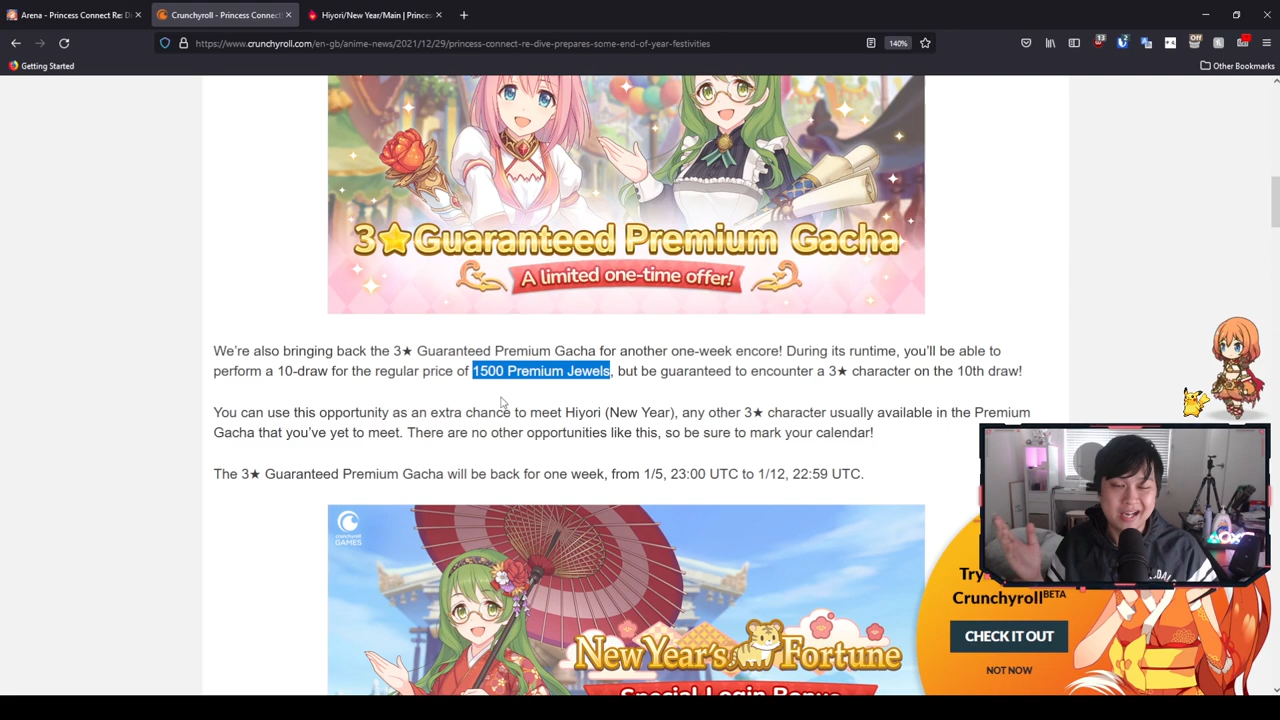 Arena - Princess Connect Re: Di
Crunchyroll - Princess Connect!
Hiyori/New Year/Main | Princess
https://www.crunchyroll.com/en-gb/anime-news/2021/12/29/princess-connect-re-dive-prepares-some-end-of-year-festivities
140%
13
2
Off
Getting Started
Other Bookmarks
3★Guaranteed Premium Gacha
A limited one-time offer!
We're also bringing back the 3★ Guaranteed Premium Gacha for another one-week encore! During its runtime, you'll be able to
perform a 10-draw for the regular price of 1500 Premium Jewels, but be guaranteed to encounter a 3★ character on the 10th draw!
You can use this opportunity as an extra chance to meet Hiyori (New Year), any other 3★ character usually available in the Premium
Gacha that you've yet to meet. There are no other opportunities like this, so be sure to mark your calendar!
The 3★ Guaranteed Premium Gacha will be back for one week, from 1/5, 23:00 UTC to 1/12, 22:59 UTC.
crunchyroll
GAMES
New Year's Fortune
Special Login Bonus
Try
Crunchyroll BETA
CHECK IT OUT
NOT NOW